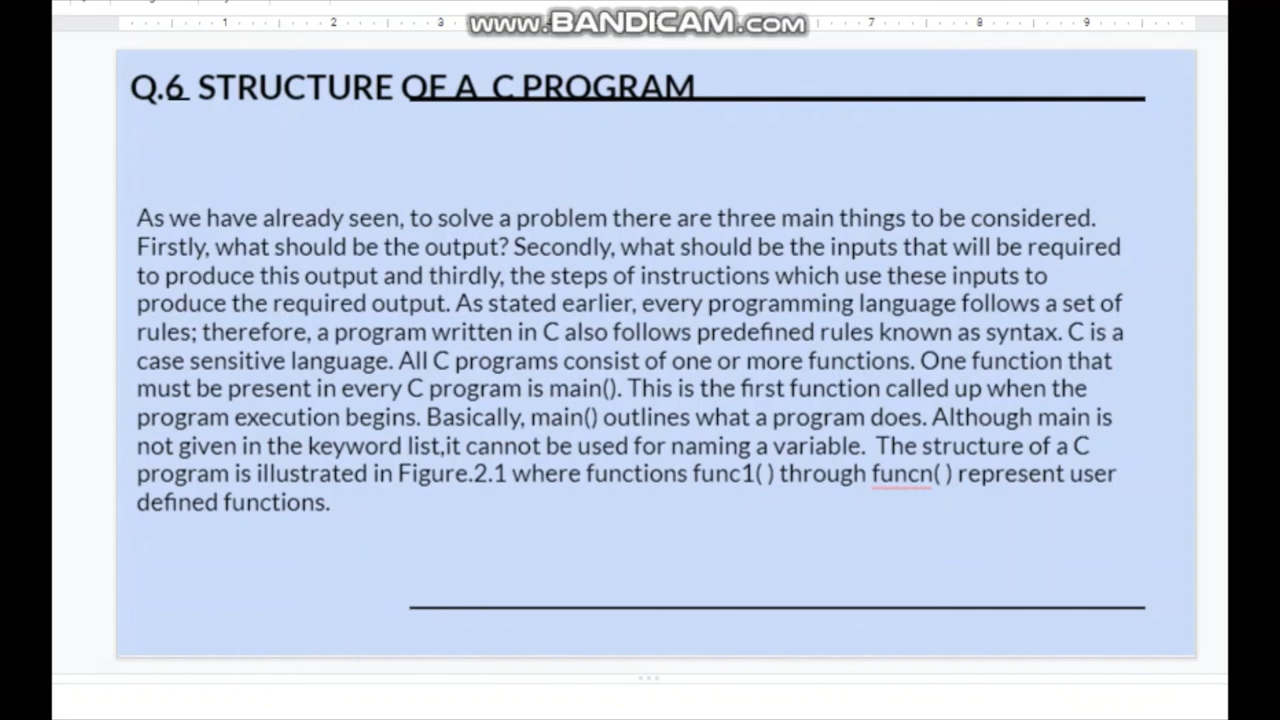 www.BANDICAM.com
1 2 3 7 8 9
Q.6 STRUCTURE OF A C PROGRAM
As we have already seen, to solve a problem there are three main things to be considered.
Firstly, what should be the output? Secondly, what should be the inputs that will be required
to produce this output and thirdly, the steps of instructions which use these inputs to
produce the required output. As stated earlier, every programming language follows a set of
rules; therefore, a program written in C also follows predefined rules known as syntax. C is a
case sensitive language. All C programs consist of one or more functions. One function that
must be present in every C program is main(). This is the first function called up when the
program execution begins. Basically, main() outlines what a program does. Although main is
not given in the keyword list,it cannot be used for naming a variable. The structure of a C
program is illustrated in Figure.2.1 where functions func1( ) through funcn( ) represent user
defined functions.